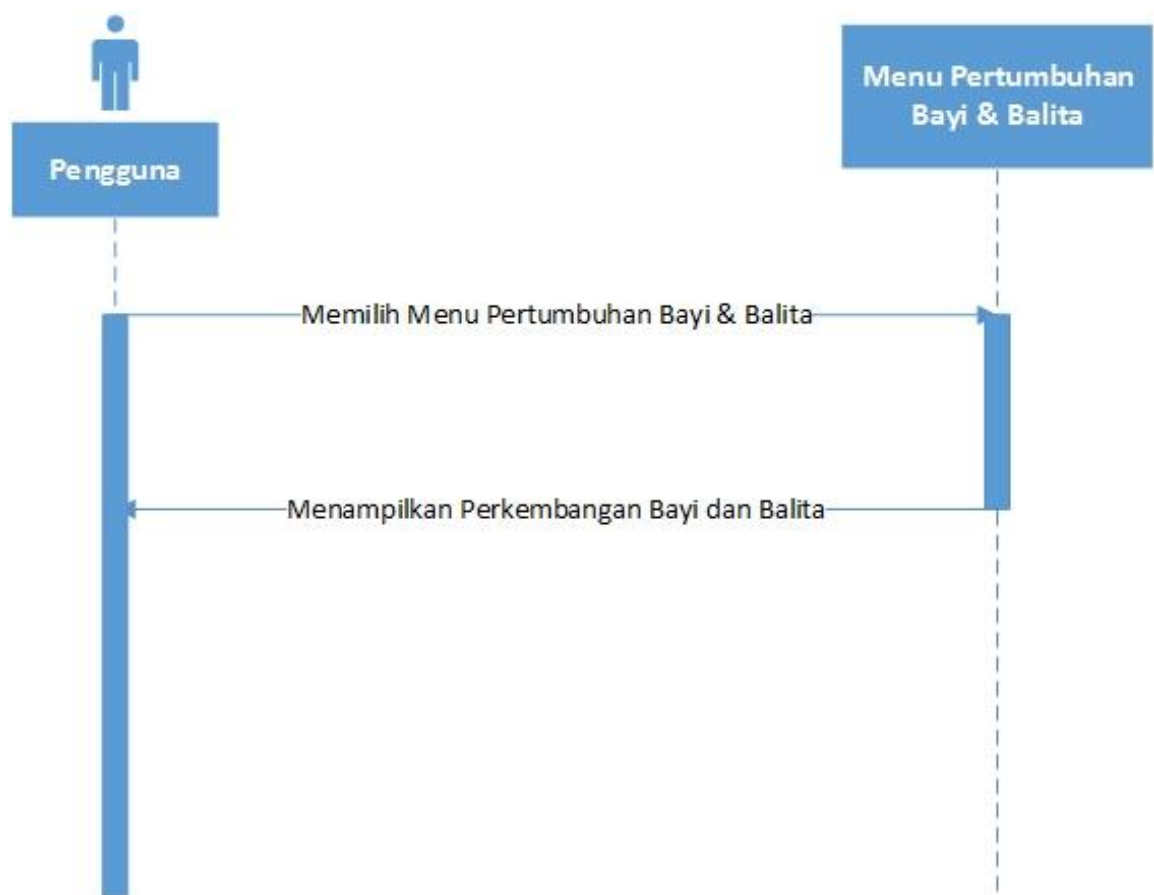 Pengguna
Menu Pertumbuhan
Bayi & Balita
Memilih Menu Pertumbuhan Bayi & Balita
Menampilkan Perkembangan Bayi dan Balita